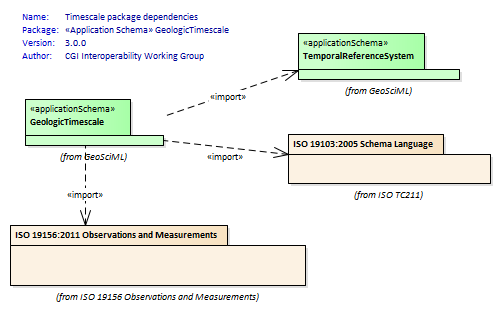 Name: Timescale package dependencies
Package: «Application Schema» GeologicTimescale
Version: 3.0.0
Author: CGI Interoperability Working Group
«applicationSchema»
TemporalReferenceSystem
(from GeoSciML)
«import»
«applicationSchema»
GeologicTimescale
(from GeoSciML)
«import»
ISO 19103:2005 Schema Language
(from ISO TC211)
«import»
ISO 19156:2011 Observations and Measurements
(from ISO 19156 Observations and Measurements)